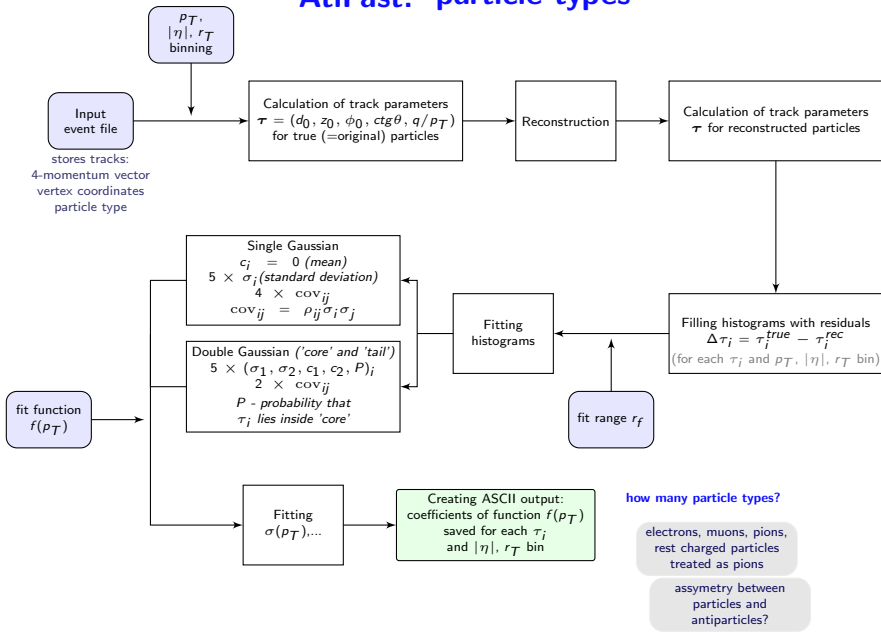 AtlFast: particle types
p_T,
|η|, r_T
binning
Input
event file
stores tracks:
4-momentum vector
vertex coordinates
particle type
Calculation of track parameters
τ = (d_0, z_0, ϕ_0, ctgθ, q/p_T)
for true (=original) particles
Reconstruction
Calculation of track parameters
τ for reconstructed particles
Single Gaussian
c_i = 0 (mean)
5 × σ_i (standard deviation)
4 × cov_ij
cov_ij = ρ_ij σ_i σ_j
Double Gaussian ('core' and 'tail')
5 × (σ_1, σ_2, c_1, c_2, P)_i
2 × cov_ij
P - probability that
τ_i lies inside 'core'
Fitting
histograms
Filling histograms with residuals
Δτ_i = τ_i^true − τ_i^rec
(for each τ_i and p_T, |η|, r_T bin)
fit function
f(p_T)
fit range r_f
Fitting
σ(p_T),...
Creating ASCII output:
coefficients of function f(p_T)
saved for each τ_i
and |η|, r_T bin
how many particle types?
electrons, muons, pions,
rest charged particles
treated as pions
assymetry between
particles and
antiparticles?